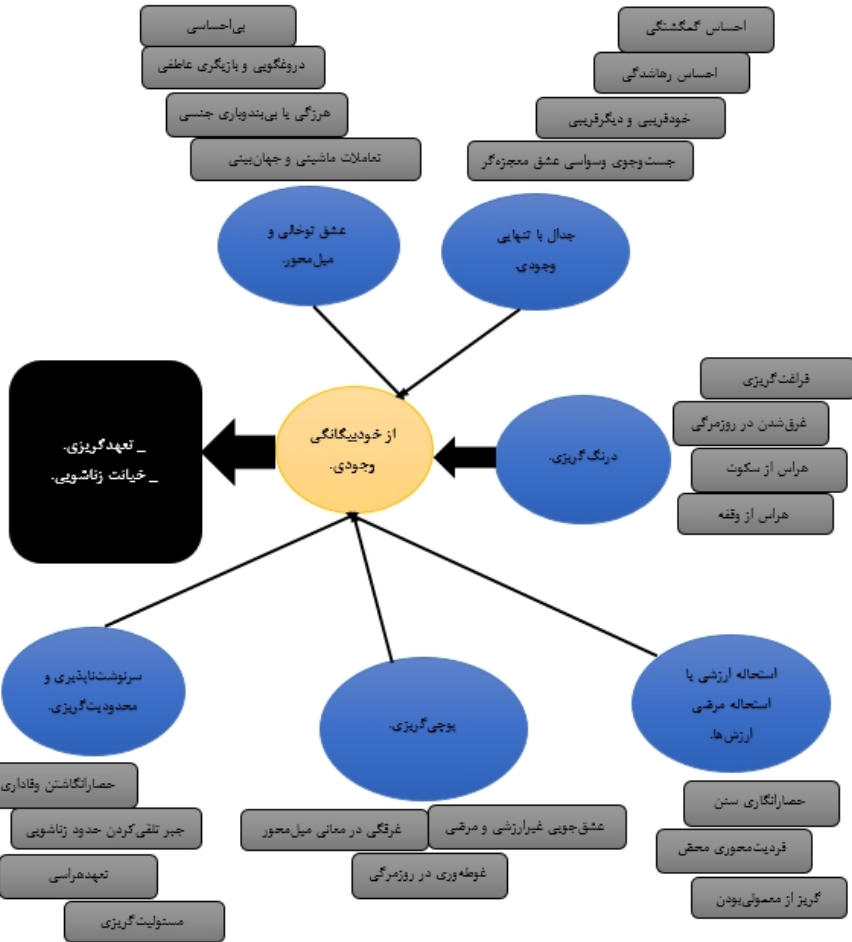 احساس گمگشتگی
احساس رهاشدگی
خودفریبی و دیگرفریبی
جست‌وجوی وسواسی عشق معجزه‌گر
جدال با تنهایی
وجودی.
بی‌احساسی
دروغگویی و بازیگری عاطفی
هرزگی یا بی‌بندوباری جنسی
تعاملات ماشینی و جهان‌بینی
عشق توخالی و
میل‌محور.
فراغت‌گریزی
غرق‌شدن در روزمرگی
هراس از سکوت
هراس از وقفه
درنگ‌گریزی.
از خودبیگانگی
وجودی.
_ تعهدگریزی.
_ خیانت زناشویی.
استحاله ارزشی یا
استحاله مرضی
ارزش‌ها.
حصارانگاری سنن
فردیت‌محوری محض
گریز از معمولی‌بودن
پوچی‌گریزی.
عشق‌جویی غیرارزشی و مرضی
غرقگی در معانی میل‌محور
غوطه‌وری در روزمرگی
سرنوشت‌ناپذیری و
محدودیت‌گریزی.
حصارانگاشتن وفاداری
جبر تلقی‌کردن حدود زناشویی
تعهدهراسی
مسئولیت‌گریزی